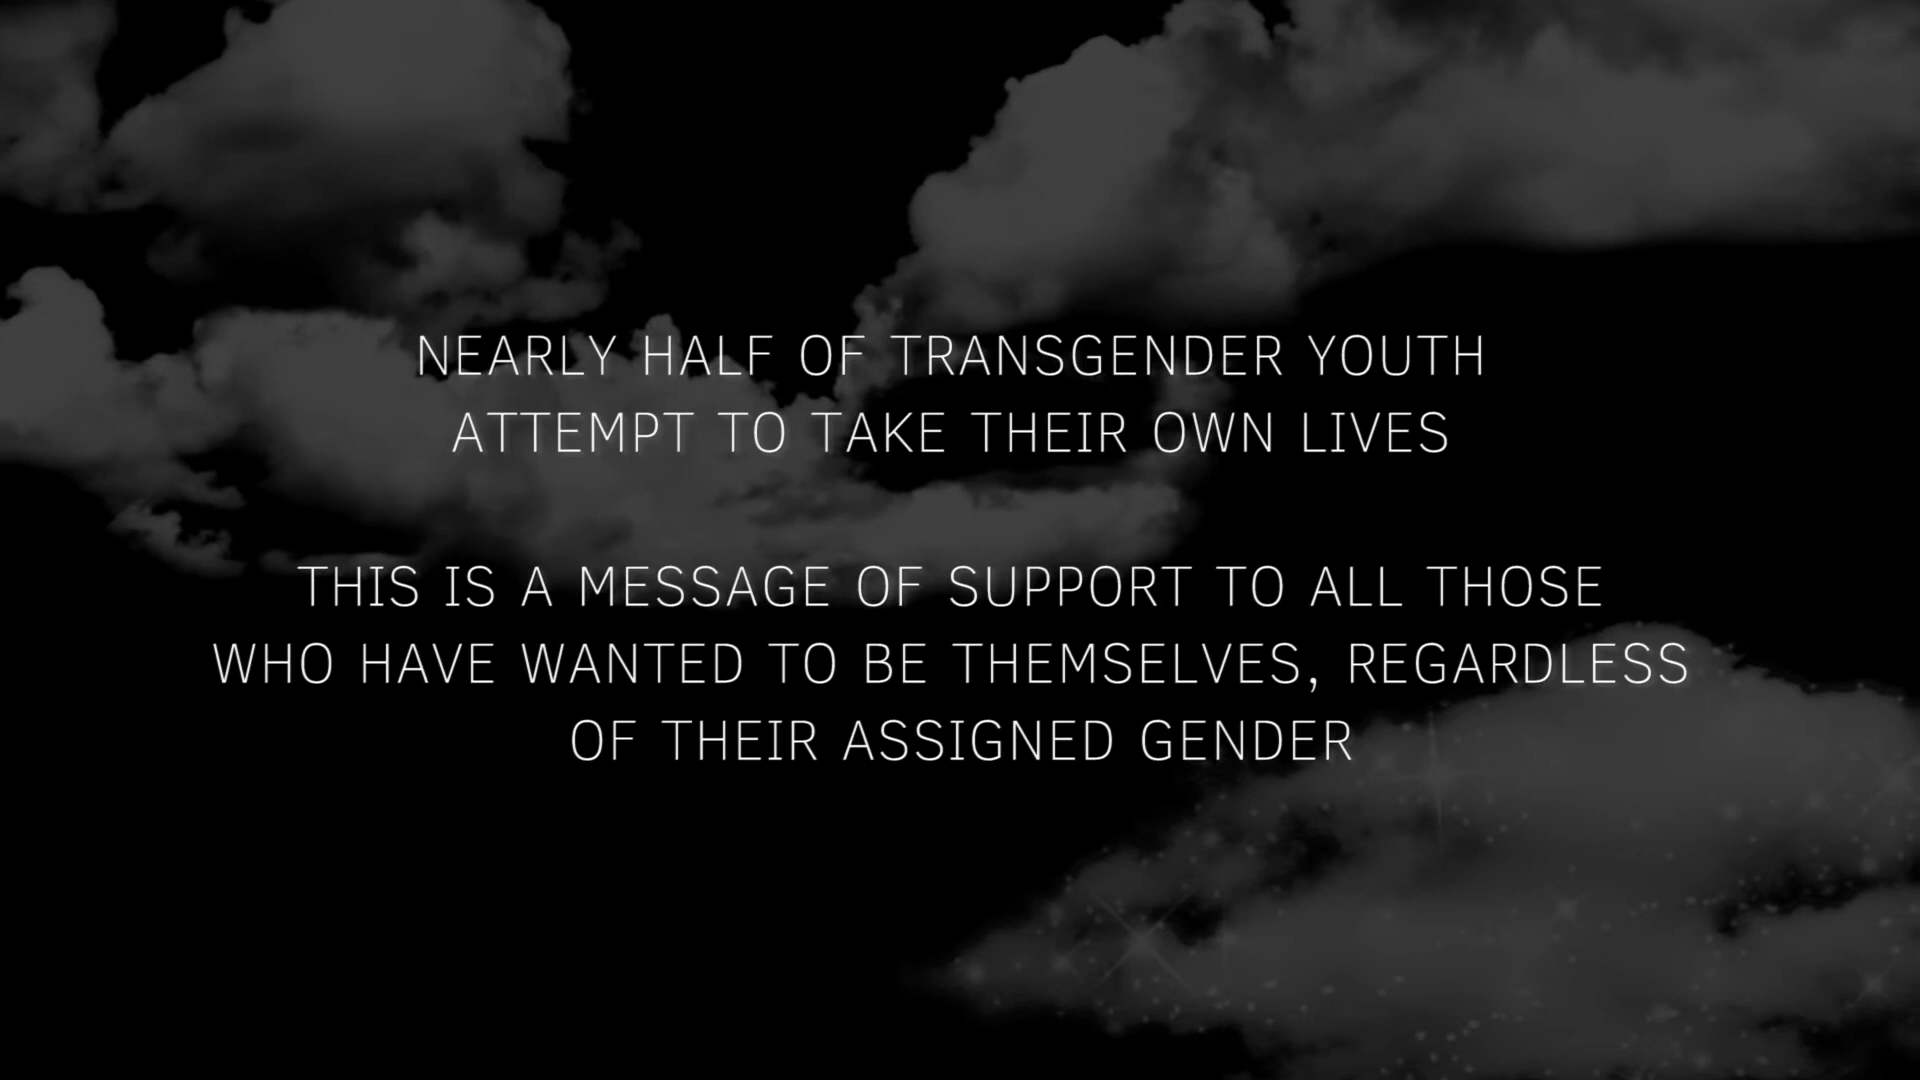 NEARLY HALF OF TRANSGENDER YOUTH
ATTEMPT TO TAKE THEIR OWN LIVES
THIS IS A MESSAGE OF SUPPORT TO ALL THOSE
WHO HAVE WANTED TO BE THEMSELVES, REGARDLESS
OF THEIR ASSIGNED GENDER